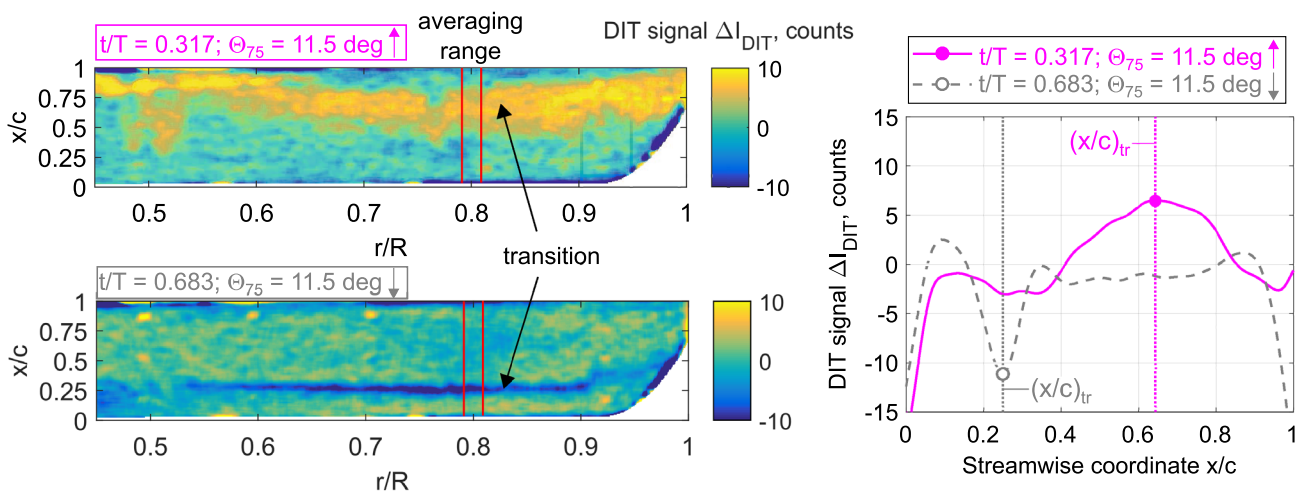 t/T = 0.317; Θ75 = 11.5 deg ↑
averaging
range
DIT signal ΔIDIT, counts
x/c
1
0.75
0.5
0.25
0
0.5
0.6
0.7
0.8
0.9
1
r/R
10
0
-10
transition
t/T = 0.683; Θ75 = 11.5 deg ↓
x/c
1
0.75
0.5
0.25
0
0.5
0.6
0.7
0.8
0.9
1
r/R
10
0
-10
t/T = 0.317; Θ75 = 11.5 deg ↑
t/T = 0.683; Θ75 = 11.5 deg ↓
DIT signal ΔIDIT, counts
15
10
5
0
-5
-10
-15
(x/c)tr
(x/c)tr
0
0.2
0.4
0.6
0.8
1
Streamwise coordinate x/c